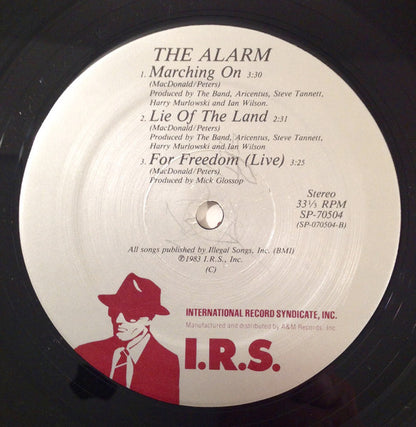 THE ALARM
1. Marching On 3:30
(MacDonald/Peters)
Produced by The Band, Aricentus, Steve Tannett,
Harry Murlowski and Ian Wilson.
2. Lie Of The Land 2:31
(MacDonald/Peters)
Produced by The Band, Aricentus, Steve Tannett,
Harry Murlowski and Ian Wilson
3. For Freedom (Live) 3:25
(MacDonald/Peters)
Produced by Mick Glossop
Stereo
33⅓ RPM
SP-70504
(SP-070504-B)
All songs published by Illegal Songs, Inc. (BMI)
℗1983 I.R.S., Inc.
(C)
INTERNATIONAL RECORD SYNDICATE, INC.
Manufactured and distributed by A&M Records, Inc.
I.R.S.